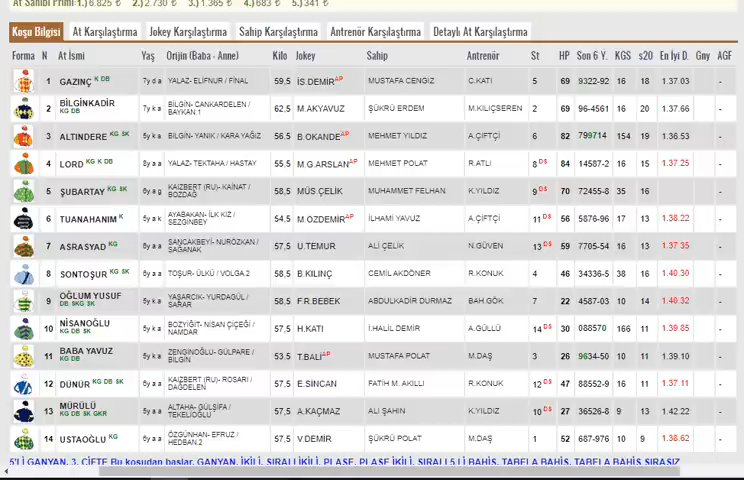 At Sahibi Primi:1.) 6.825 ₺ 2.) 2.730 ₺ 3.) 1.365 ₺ 4.) 683 ₺ 5.) 341 ₺
Koşu Bilgisi At Karşılaştırma Jokey Karşılaştırma Sahip Karşılaştırma Antrenör Karşılaştırma Detaylı At Karşılaştırma
Forma N At İsmi Yaş Orijin (Baba - Anne) Kilo Jokey Sahip Antrenör St HP Son 6 Y. KGS s20 En İyi D. Gny AGF
1 GAZINÇ K DB 7y d a YALAZ- ELİFNUR / FİNAL 59,5 İS.DEMİR AP MUSTAFA CENGIZ C.KATI 5 69 9322-92 16 18 1.37.03 -
2 BİLGİNKADİR KG DB 7y k a BİLGİN- CANKARDELEN / BAYKAN.1 62,5 M.AKYAVUZ ŞÜKRÜ ERDEM M.KILIÇSEREN 2 69 96-4561 16 20 1.37.66 -
3 ALTINDERE KG SK 5y k a BİLGİN- YANIK / KARA YAĞIZ 56,5 B.OKANDE AP MEHMET YILDIZ A.ÇİFTÇİ 6 82 799714 154 19 1.36.53 -
4 LORD KG K DB 8y a a YALAZ- TEKTAHA / HASTAY 55,5 M.G.ARSLAN AP MEHMET POLAT R.ATLI 8 DS 84 14587-2 16 15 1.37.25 -
5 ŞUBARTAY KG SK 6y a g KAIZBERT (RU)- KAİNAT / BOZDAĞ 58,5 MÜS.ÇELİK MUHAMMET FELHAN K.YILDIZ 9 DS 70 72455-8 35 16 -
6 TUANAHANIM K 5y a k AYABAKAN- İLK KIZ / SEZGINBEY 54,5 M.ÖZDEMİR AP İLHAMİ YAVUZ A.ÇİFTÇİ 11 DS 56 5876-96 17 13 1.38.22 -
7 ASRASYAD KG 5y a a SANCAKBEYİ- NURÖZKAN / SAĞANAK 57,5 U.TEMUR ALİ ÇELİK N.GÜVEN 13 DS 59 7705-54 16 13 1.37.35 -
8 SONTOŞUR KG SK 6y k a TOŞUR- ÜLKÜ / VOLGA.2 58,5 B.KILINÇ CEMIL AKDÖNER R.KONUK 4 46 34336-5 38 16 1.40.30 -
9 OĞLUM YUSUF DB SKG SK 6y k a YAŞARCIK- YURDAGÜL / SARAR 58,5 F.R.BEBEK ABDULKADİR DURMAZ BAH.GÖK 7 22 4587-03 10 14 1.40.32 -
10 NİSANOĞLU KG DB SK 5y k a BOZYİĞİT- NİSAN ÇİÇEĞİ / NAMDAR 57,5 H.KATI İ.HALİL DEMİR A.GÜLLÜ 14 DS 30 088570 166 11 1.39.85 -
11 BABA YAVUZ KG DB 5y k a ZENGINOĞLU- GÜLPARE / BİLGİN 53,5 T.BALİ AP MUSTAFA POLAT M.DAŞ 3 26 9634-50 10 11 1.39.10 -
12 DÜNÜR KG DB SK 5y a a KAIZBERT (RU)- ROSARI / DAĞDELEN 57,5 E.SİNCAN FATİH M. AKILLI R.KONUK 12 DS 47 88552-9 16 11 1.37.11 -
13 MÜRÜLÜ KG DB SK GKR 5y a a ALTAHA- GÜLŞİFA / TEKELİOĞLU 57,5 A.KAÇMAZ ALI ŞAHIN K.YILDIZ 10 DS 27 36526-8 9 13 1.42.22 -
14 USTAOĞLU KG 6y a a ÖZGÜNHAN- EFRUZ / HEDBAN.2 57,5 V.DEMİR ŞÜKRÜ POLAT M.DAŞ 1 52 687-976 10 9 1.38.62 -
5'Lİ GANYAN, 3. ÇİFTE Bu koşudan başlar. GANYAN, İKİLİ, SIRALI İKİLİ, PLASE, PLASE İKİLİ, SIRALI 5 Lİ BAHİS, TABELA BAHİS, TABELA BAHİS SIRASIZ